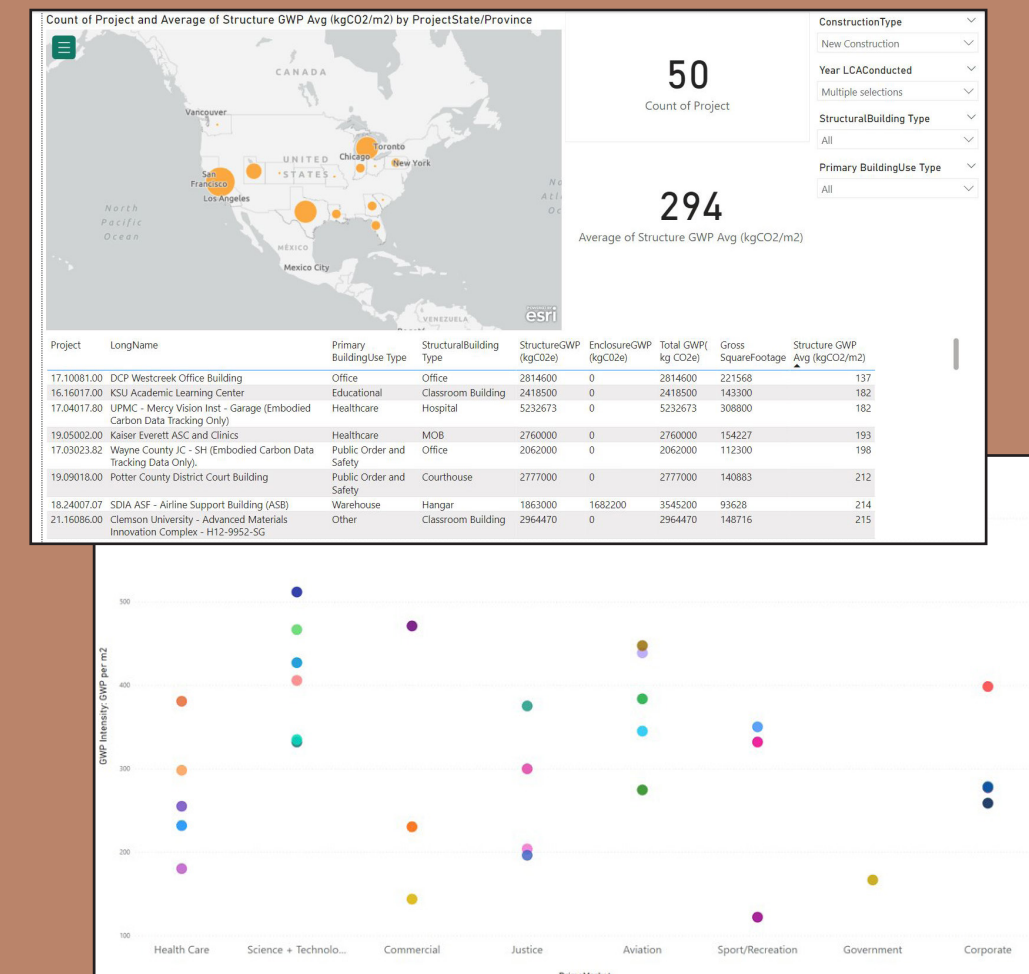 Count of Project and Average of Structure GWP Avg (kgCO2/m2) by ProjectState/Province
CANADA
Vancouver
Toronto
Chicago
New York
UNITED
STATES
San
Francisco
Los Angeles
North
Pacific
Ocean
MÉXICO
Mexico City
VENEZUELA
esri
50
Count of Project
294
Average of Structure GWP Avg (kgCO2/m2)
ConstructionType
New Construction
Year LCAConducted
Multiple selections
StructuralBuilding Type
All
Primary BuildingUse Type
All
Project LongName Primary BuildingUse Type StructuralBuilding Type StructureGWP (kgC02e) EnclosureGWP (kgC02e) Total GWP( kg CO2e) Gross SquareFootage Structure GWP Avg (kgCO2/m2)
17.10081.00 DCP Westcreek Office Building Office Office 2814600 0 2814600 221568 137
16.16017.00 KSU Academic Learning Center Educational Classroom Building 2418500 0 2418500 143300 182
17.04017.80 UPMC - Mercy Vision Inst - Garage (Embodied Healthcare Hospital 5232673 0 5232673 308800 182
Carbon Data Tracking Only)
19.05002.00 Kaiser Everett ASC and Clinics Healthcare MOB 2760000 0 2760000 154227 193
17.03023.82 Wayne County JC - SH (Embodied Carbon Data Public Order and Office 2062000 0 2062000 112300 198
Tracking Data Only). Safety
19.09018.00 Potter County District Court Building Public Order and Courthouse 2777000 0 2777000 140883 212
Safety
18.24007.07 SDIA ASF - Airline Support Building (ASB) Warehouse Hangar 1863000 1682200 3545200 93628 214
21.16086.00 Clemson University - Advanced Materials Other Classroom Building 2964470 0 2964470 148716 215
Innovation Complex - H12-9952-SG
GWP Intensity: GWP per m2
500
400
300
200
100
Health Care Science + Technolo... Commercial Justice Aviation Sport/Recreation Government Corporate